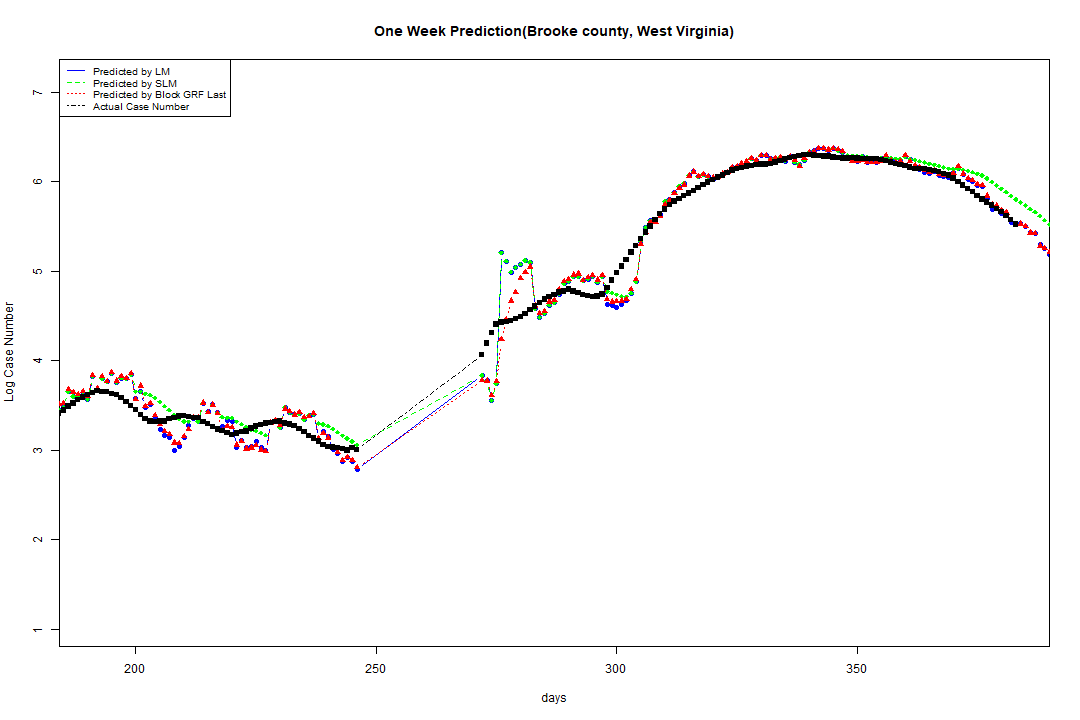 One Week Prediction(Brooke county, West Virginia)
Predicted by LM
Predicted by SLM
Predicted by Block GRF Last
Actual Case Number
7
6
5
4
3
2
1
Log Case Number
200 250 300 350
days